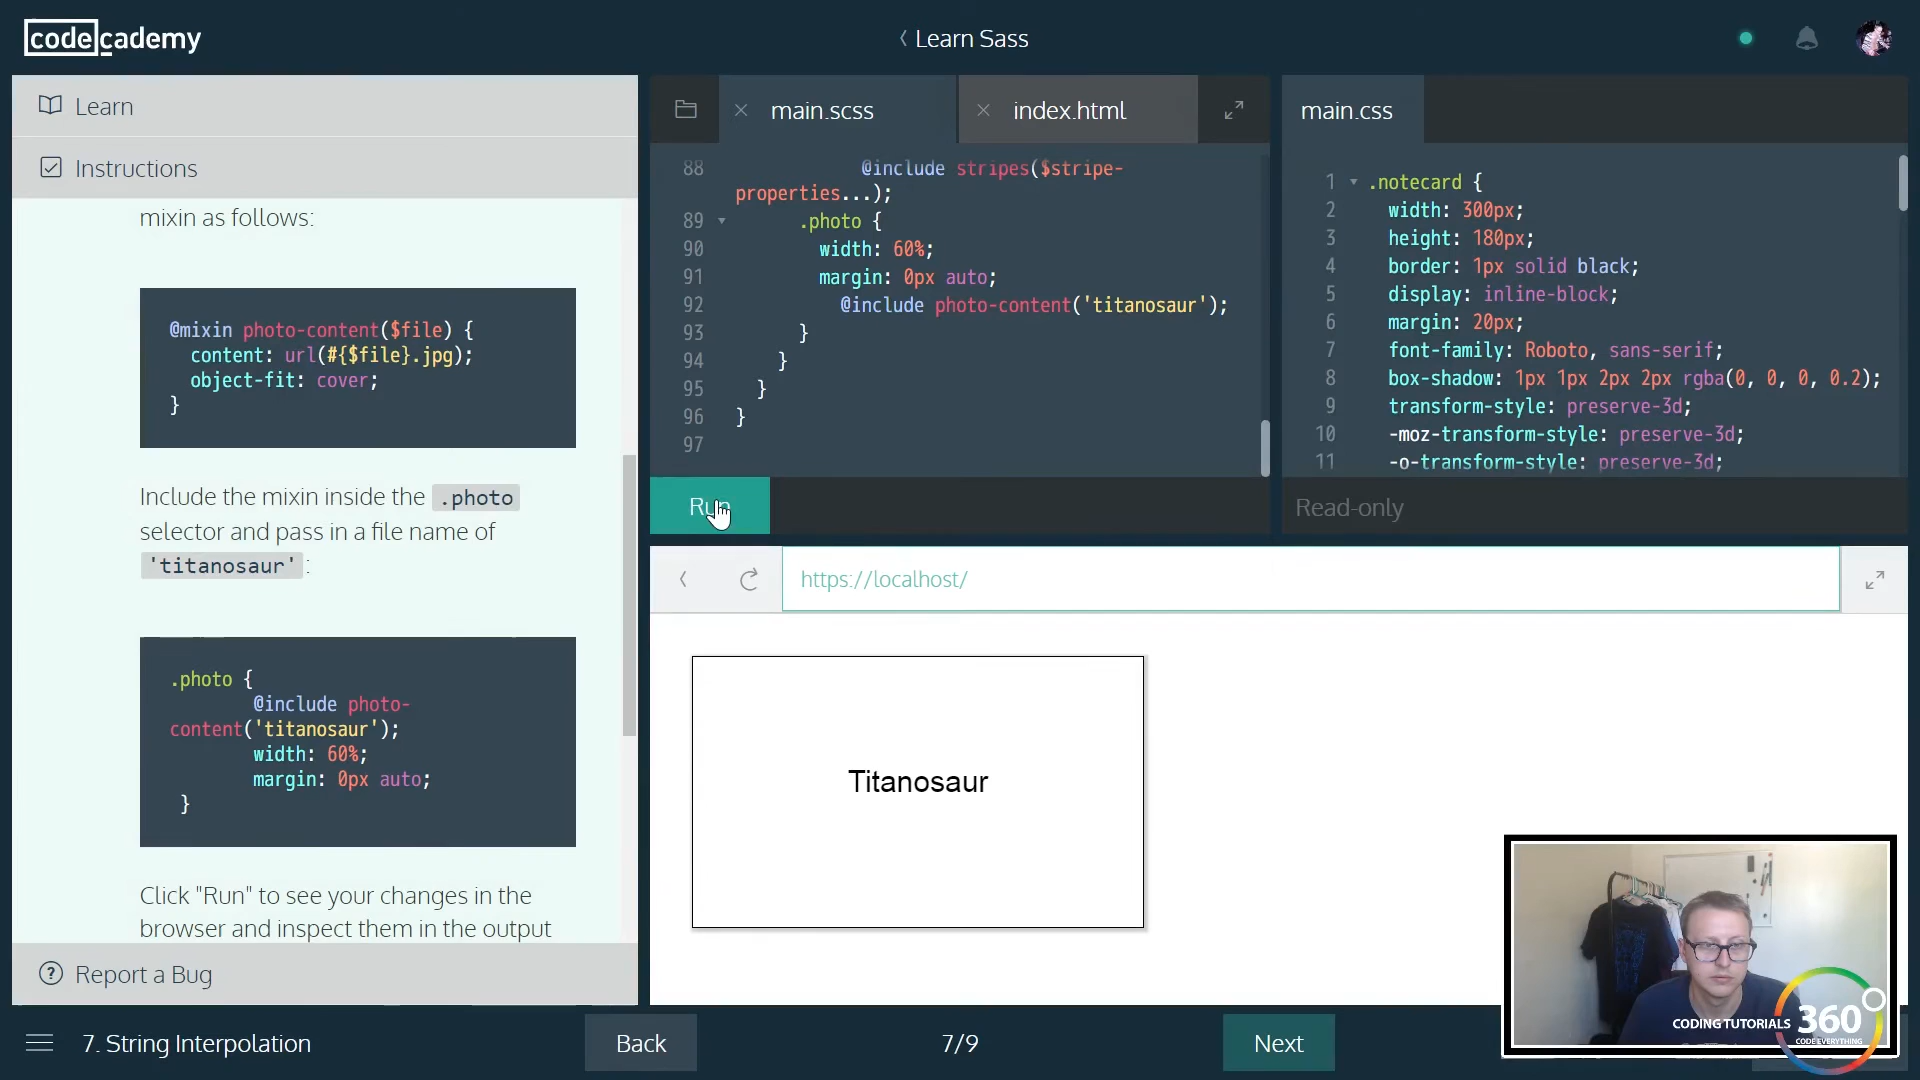 codecademy
Learn Sass
Learn
Instructions
mixin as follows:
@mixin photo-content($file) {
content: url(#{$file}.jpg);
object-fit: cover;
}
Include the mixin inside the .photo
selector and pass in a file name of
'titanosaur' :
.photo {
@include photo-
content('titanosaur');
width: 60%;
margin: 0px auto;
}
Click "Run" to see your changes in the
browser and inspect them in the output
Report a Bug
main.scss
index.html
88 @include stripes($stripe-
properties...);
89 .photo {
90 width: 60%;
91 margin: 0px auto;
92 @include photo-content('titanosaur');
93 }
94 }
95 }
96 }
97
Run
main.css
1 .notecard {
2 width: 300px;
3 height: 180px;
4 border: 1px solid black;
5 display: inline-block;
6 margin: 20px;
7 font-family: Roboto, sans-serif;
8 box-shadow: 1px 1px 2px 2px rgba(0, 0, 0, 0.2);
9 transform-style: preserve-3d;
10 -moz-transform-style: preserve-3d;
11 -o-transform-style: preserve-3d;
Read-only
https://localhost/
Titanosaur
CODING TUTORIALS 360
CODE EVERYTHING
7. String Interpolation
Back
7/9
Next